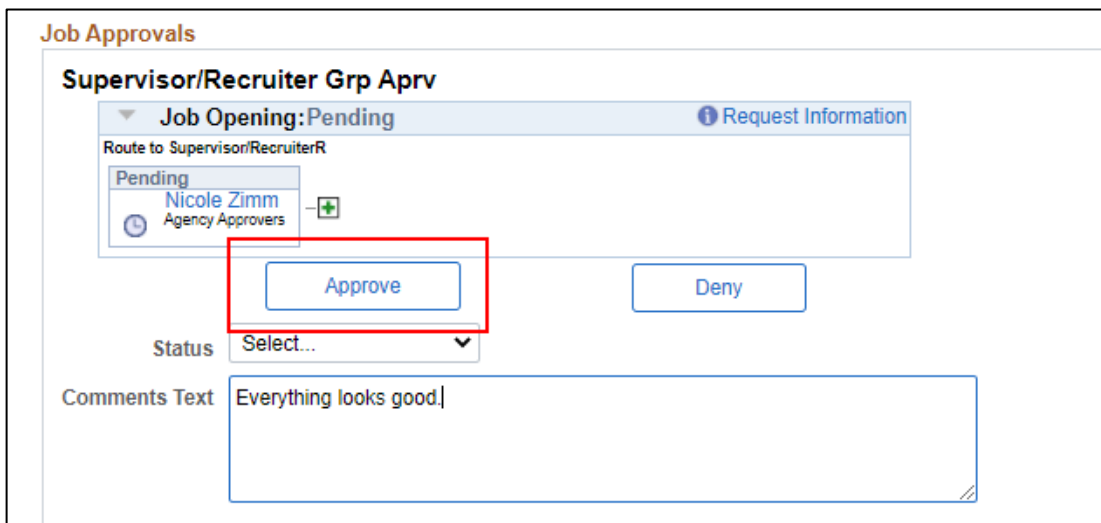 Job Approvals
Supervisor/Recruiter Grp Aprv
Job Opening:Pending
Request Information
Route to Supervisor/RecruiterR
Pending
Nicole Zimm
Agency Approvers
Approve
Deny
Status
Select...
Comments Text
Everything looks good.